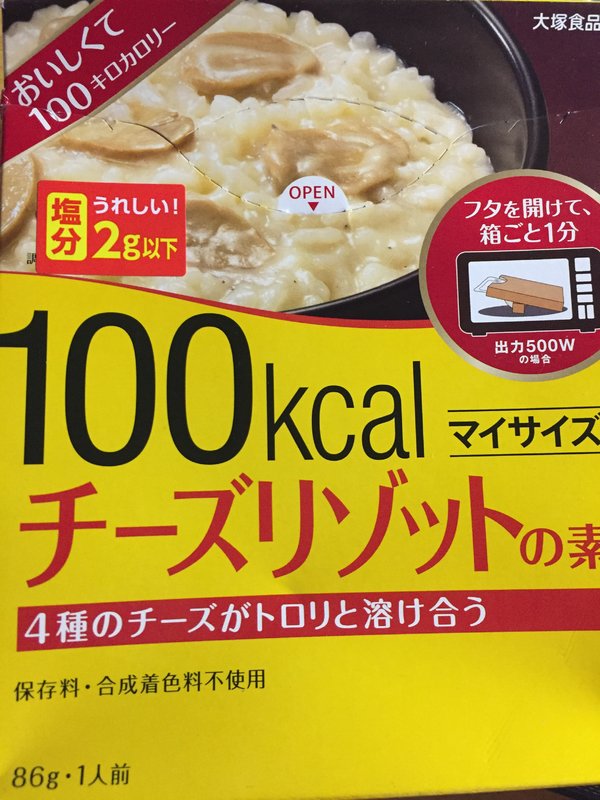 大塚食品
おいしくて
100キロカロリー
OPEN
塩分
うれしい!
2g以下
調
フタを開けて、
箱ごと1分
出力500W
の場合
100kcal
マイサイズ
チーズリゾットの素
4種のチーズがトロリと溶け合う
保存料・合成着色料不使用
86g・1人前